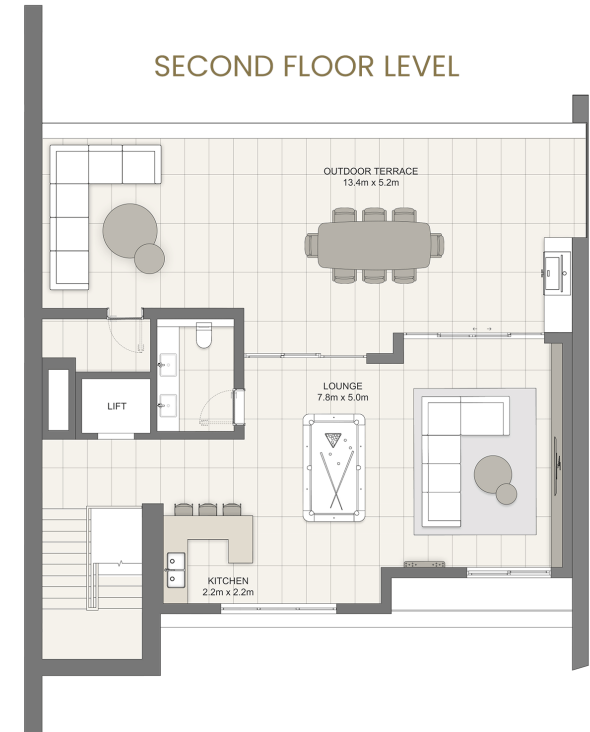 SECOND FLOOR LEVEL
OUTDOOR TERRACE
13.4m x 5.2m
LOUNGE
7.8m x 5.0m
LIFT
KITCHEN
2.2m x 2.2m